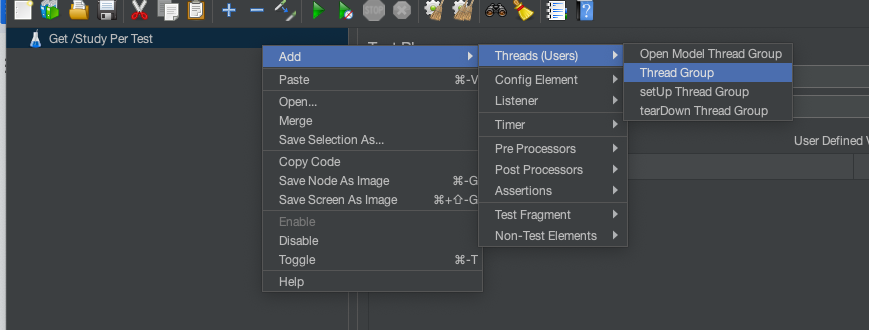 Get /Study Per Test
Add
Paste ⌘-V
Open...
Merge
Save Selection As...
Copy Code
Save Node As Image ⌘-G
Save Screen As Image ⌘+⇧-G
Enable
Disable
Toggle ⌘-T
Help
Threads (Users)
Config Element
Listener
Timer
Pre Processors
Post Processors
Assertions
Test Fragment
Non-Test Elements
Open Model Thread Group
Thread Group
setUp Thread Group
tearDown Thread Group
User Defined
STOP